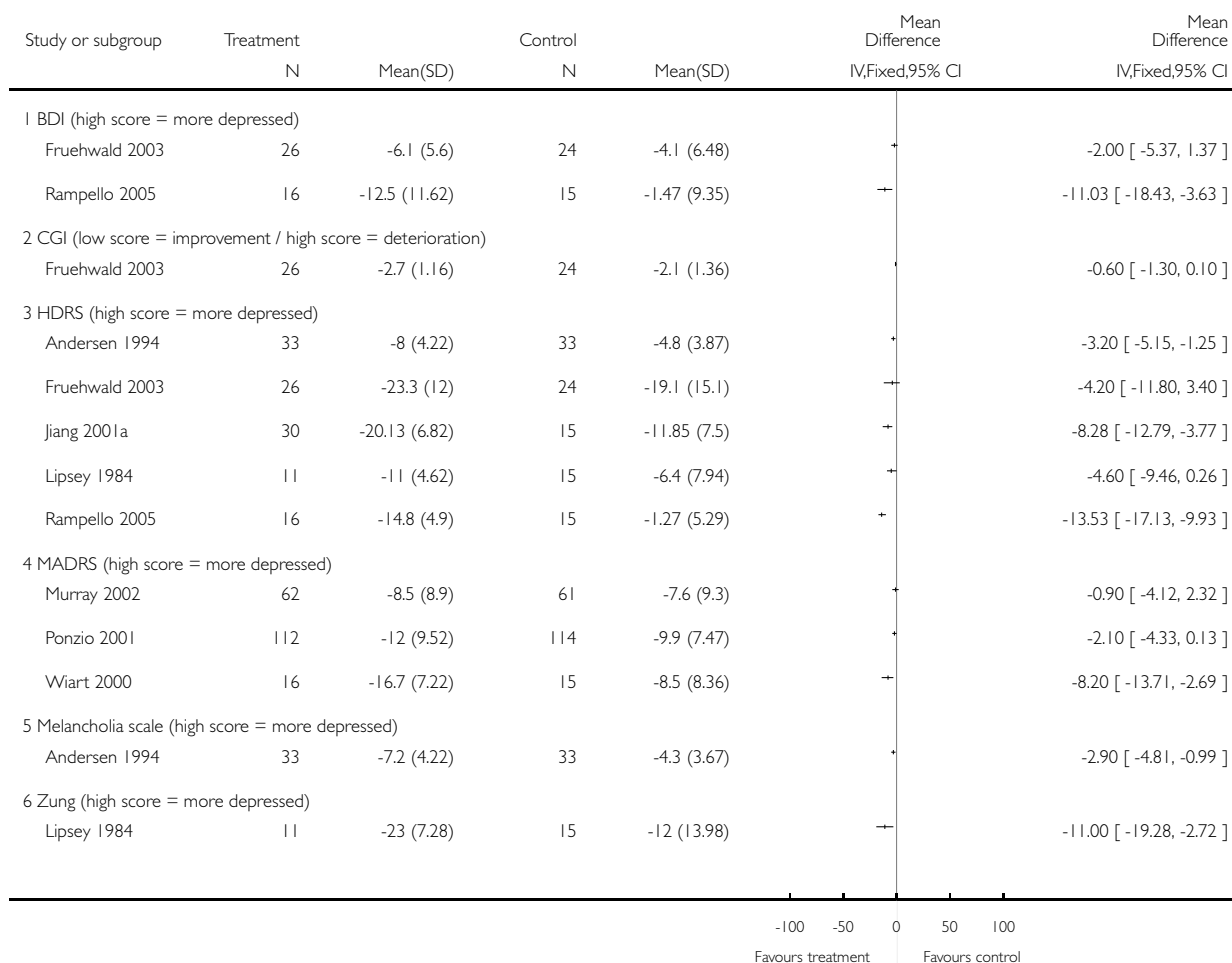 Study or subgroup Treatment Control Mean Difference Mean Difference
N Mean(SD) N Mean(SD) IV,Fixed,95% CI IV,Fixed,95% CI
1 BDI (high score = more depressed)
Fruehwald 2003 26 -6.1 (5.6) 24 -4.1 (6.48) -2.00 [ -5.37, 1.37 ]
Rampello 2005 16 -12.5 (11.62) 15 -1.47 (9.35) -11.03 [ -18.43, -3.63 ]
2 CGI (low score = improvement / high score = deterioration)
Fruehwald 2003 26 -2.7 (1.16) 24 -2.1 (1.36) -0.60 [ -1.30, 0.10 ]
3 HDRS (high score = more depressed)
Andersen 1994 33 -8 (4.22) 33 -4.8 (3.87) -3.20 [ -5.15, -1.25 ]
Fruehwald 2003 26 -23.3 (12) 24 -19.1 (15.1) -4.20 [ -11.80, 3.40 ]
Jiang 2001a 30 -20.13 (6.82) 15 -11.85 (7.5) -8.28 [ -12.79, -3.77 ]
Lipsey 1984 11 -11 (4.62) 15 -6.4 (7.94) -4.60 [ -9.46, 0.26 ]
Rampello 2005 16 -14.8 (4.9) 15 -1.27 (5.29) -13.53 [ -17.13, -9.93 ]
4 MADRS (high score = more depressed)
Murray 2002 62 -8.5 (8.9) 61 -7.6 (9.3) -0.90 [ -4.12, 2.32 ]
Ponzio 2001 112 -12 (9.52) 114 -9.9 (7.47) -2.10 [ -4.33, 0.13 ]
Wiart 2000 16 -16.7 (7.22) 15 -8.5 (8.36) -8.20 [ -13.71, -2.69 ]
5 Melancholia scale (high score = more depressed)
Andersen 1994 33 -7.2 (4.22) 33 -4.3 (3.67) -2.90 [ -4.81, -0.99 ]
6 Zung (high score = more depressed)
Lipsey 1984 11 -23 (7.28) 15 -12 (13.98) -11.00 [ -19.28, -2.72 ]
-100 -50 0 50 100
Favours treatment Favours control